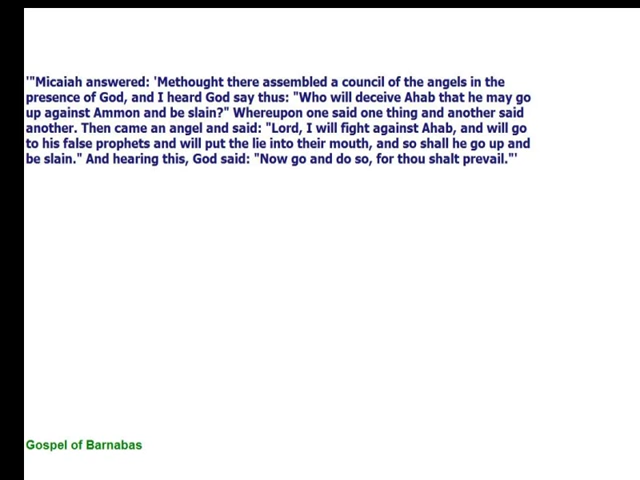 '"Micaiah answered: 'Methought there assembled a council of the angels in the
presence of God, and I heard God say thus: "Who will deceive Ahab that he may go
up against Ammon and be slain?" Whereupon one said one thing and another said
another. Then came an angel and said: "Lord, I will fight against Ahab, and will go
to his false prophets and will put the lie into their mouth, and so shall he go up and
be slain." And hearing this, God said: "Now go and do so, for thou shalt prevail."'
Gospel of Barnabas